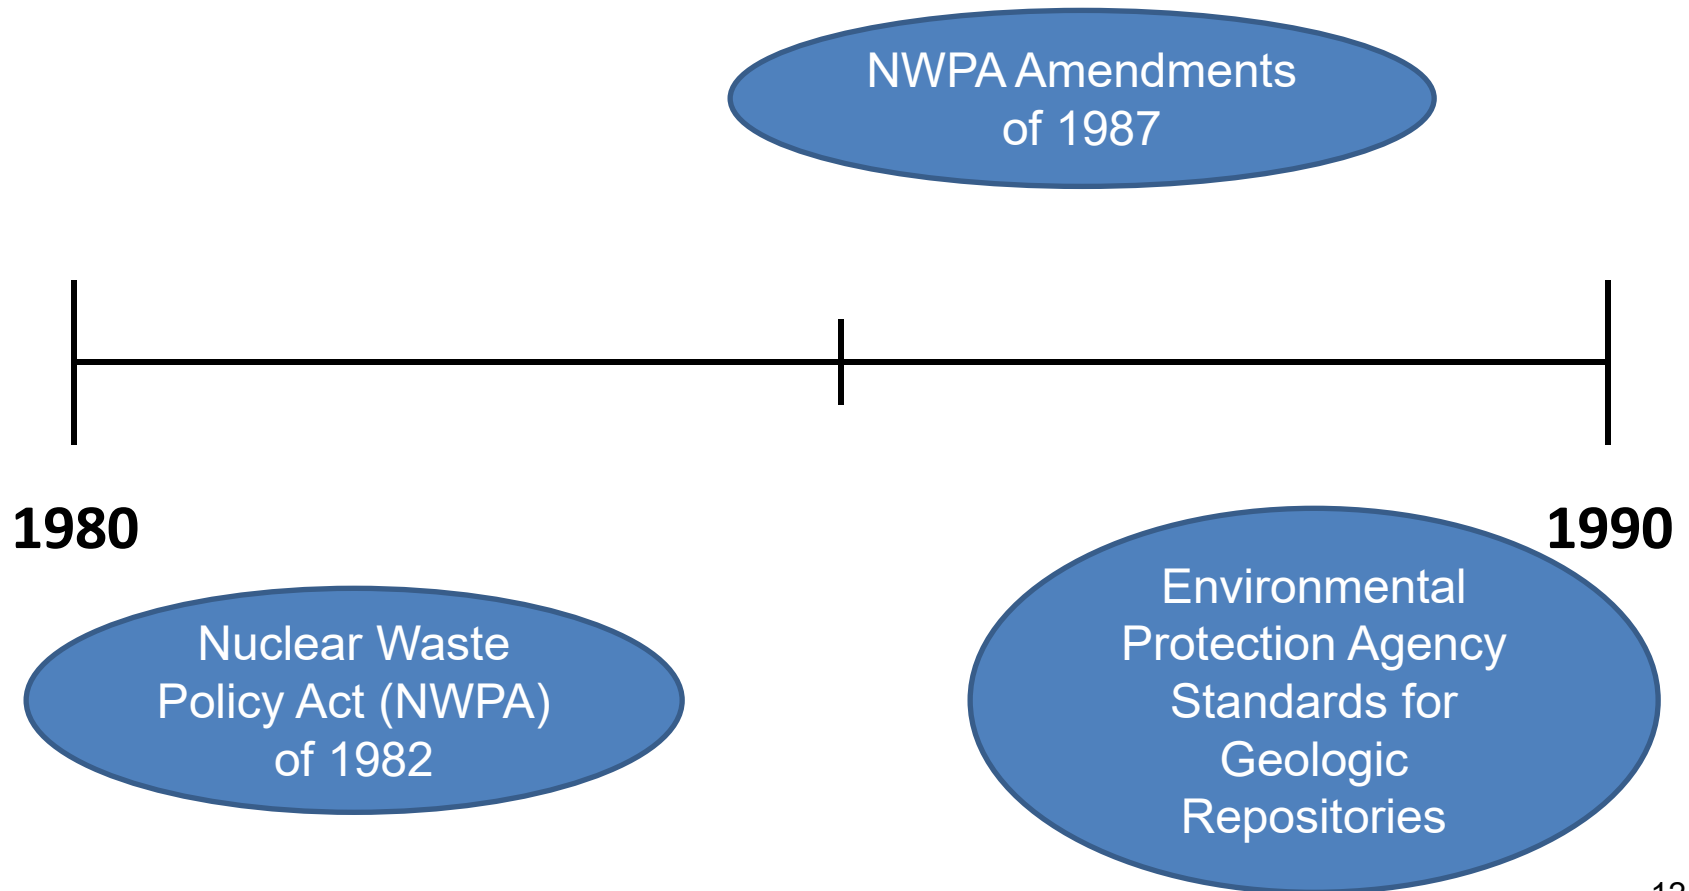 NWPA Amendments
of 1987
1980
1990
Nuclear Waste
Policy Act (NWPA)
of 1982
Environmental
Protection Agency
Standards for
Geologic
Repositories
12